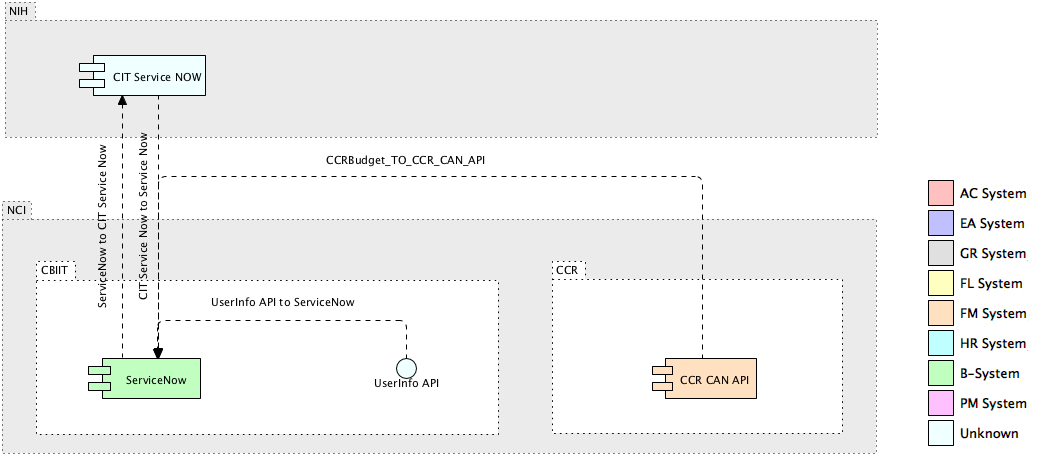 NIH
CIT Service NOW
ServiceNow to CIT Service Now
CIT Service Now to Service Now
CCRBudget_TO_CCR_CAN_API
NCI
CBIIT
UserInfo API to ServiceNow
ServiceNow
UserInfo API
CCR
CCR CAN API
AC System
EA System
GR System
FL System
FM System
HR System
B-System
PM System
Unknown